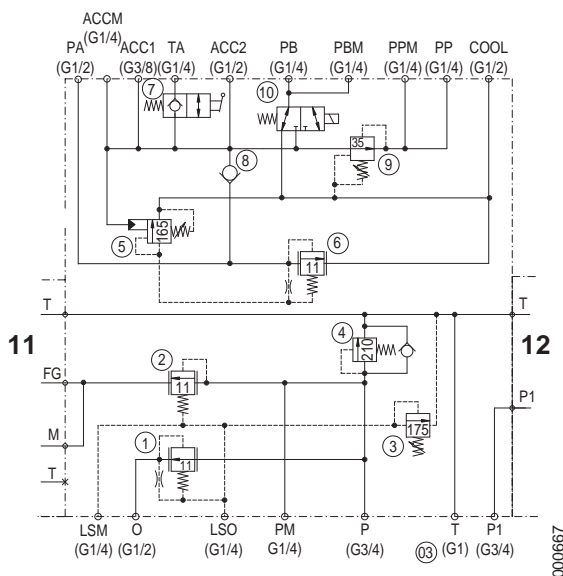 ACCM
(G1/4)
PA ACC1 TA ACC2 PB PBM PPM PP COOL
(G1/2) (G3/8) (G1/4) (G1/2) (G1/4) (G1/4) (G1/4) (G1/4) (G1/2)
7
10
35
8
9
165
5
6
11
T
T
11
4
210
12
2
FG
11
P1
M
175
3
1
11
T
LSM O LSO PM P T P1
(G1/4) (G1/2) (G1/4) G1/4) (G3/4) 03 (G1) (G3/4)
000667